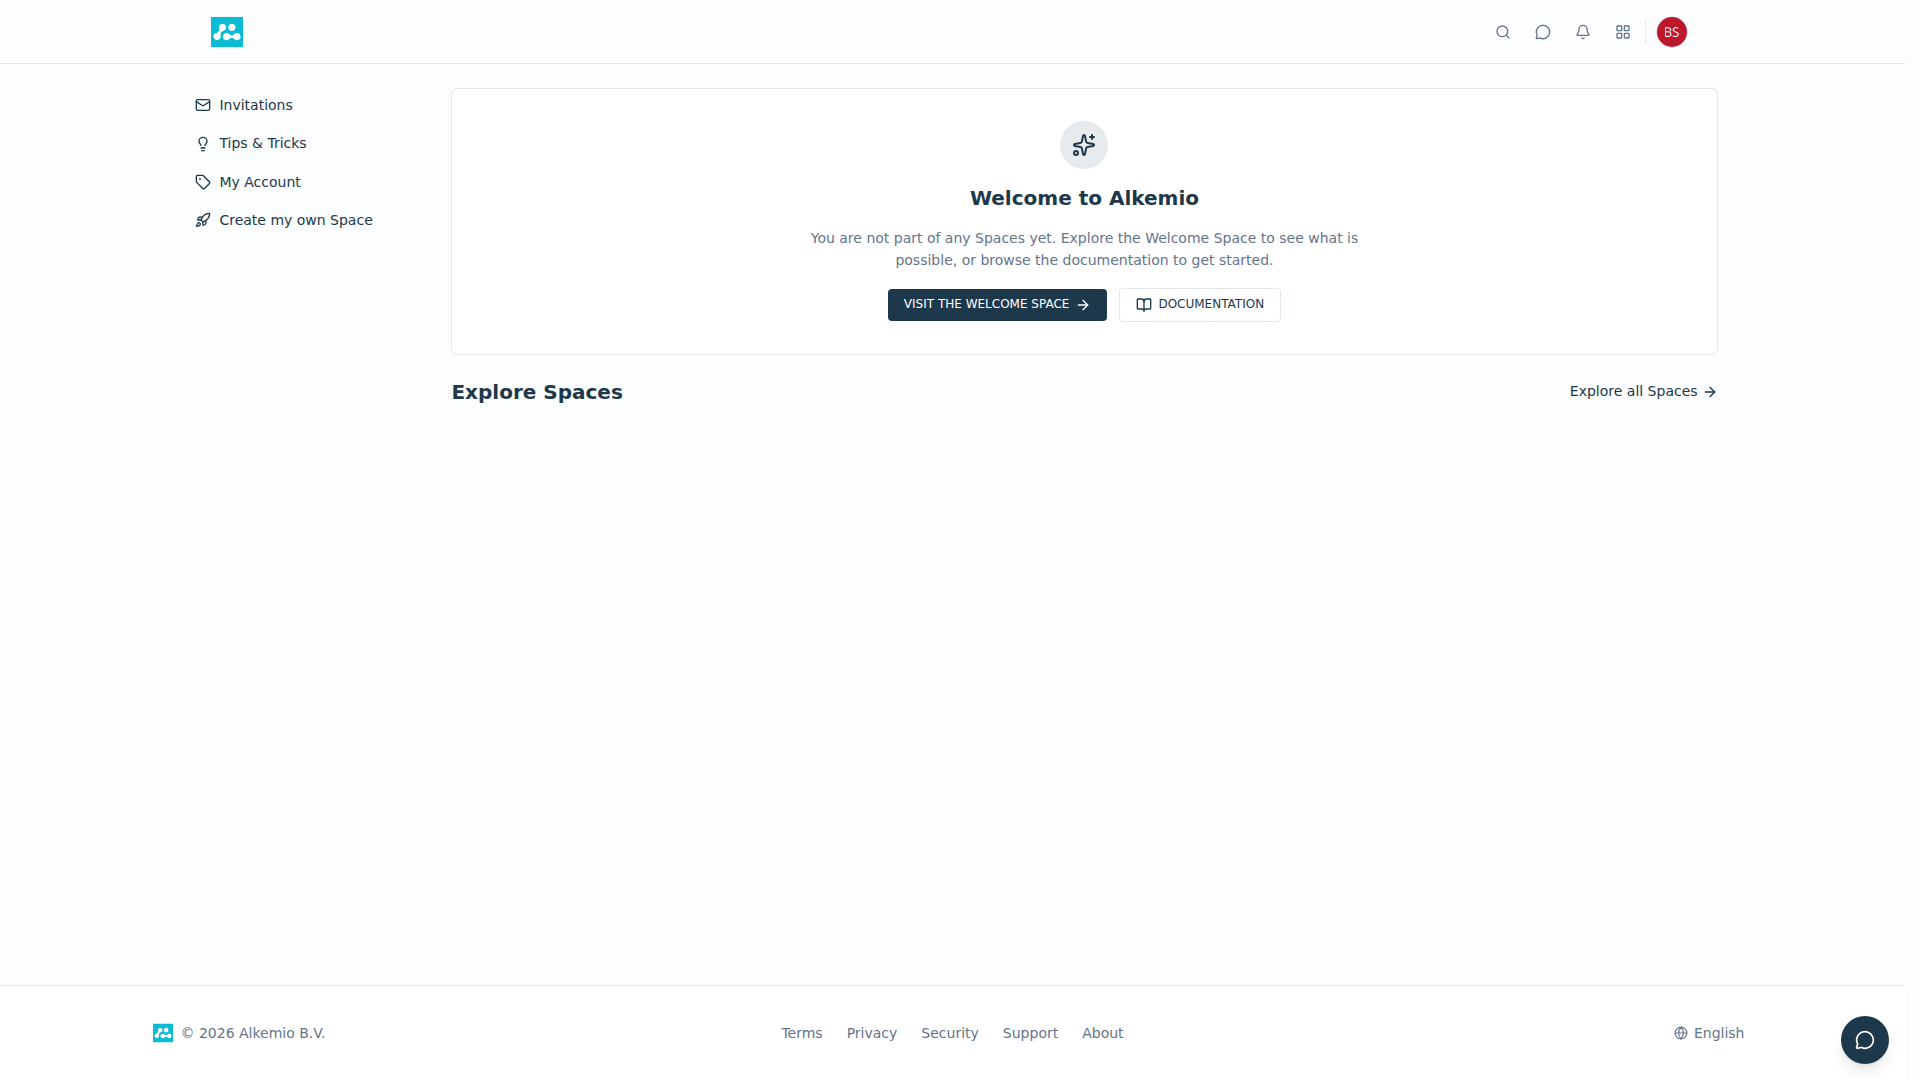 BS
Invitations
Tips & Tricks
My Account
Create my own Space
Welcome to Alkemio
You are not part of any Spaces yet. Explore the Welcome Space to see what is
possible, or browse the documentation to get started.
VISIT THE WELCOME SPACE
DOCUMENTATION
Explore Spaces
Explore all Spaces
© 2026 Alkemio B.V.
Terms
Privacy
Security
Support
About
English